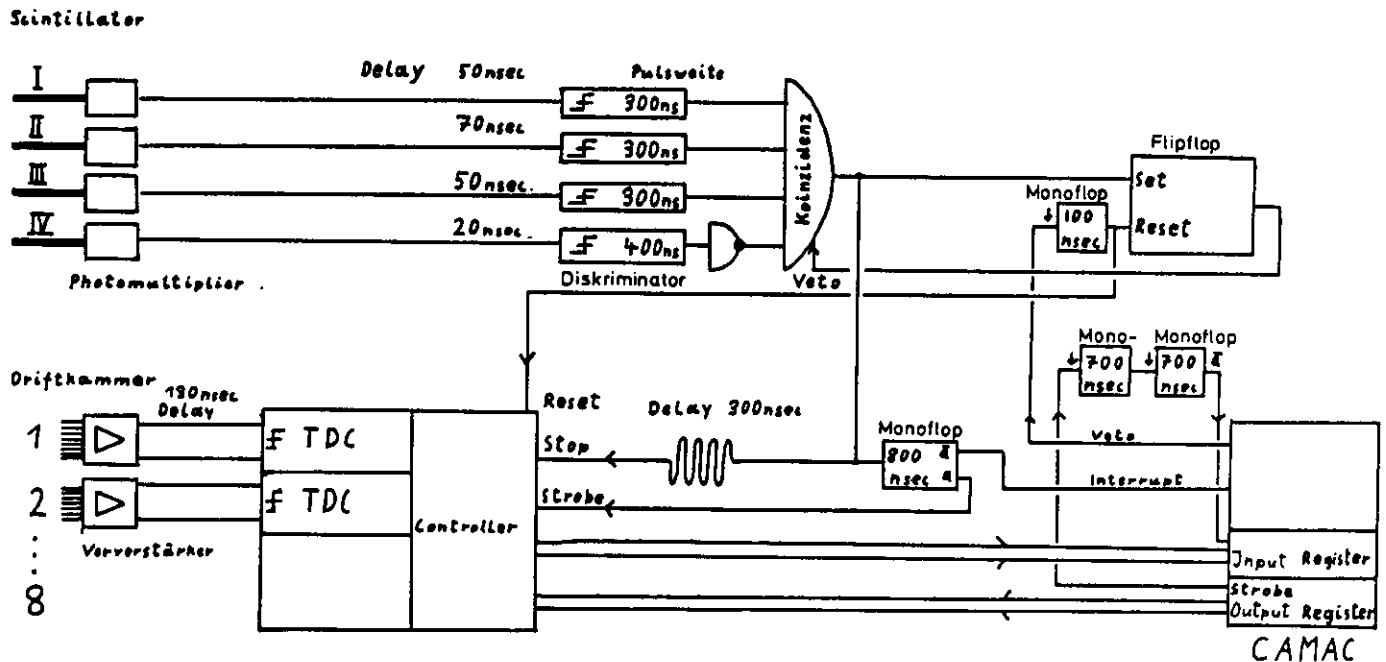 Scintillator
I
Delay 50nsec
Pulsweite
300ns
II
70nsec
300ns
III
50nsec.
300ns
IV
20nsec.
400ns
Koinzidenz
Photomultiplier.
Diskriminator
Veto
Flipflop
Set
Reset
Monoflop
100
nsec
Mono-
700
nsec
Monoflop
700
nsec
Driftkammer
190nsec
Delay
1
TDC
2
TDC
Vorverstärker
8
Controller
Reset
Stop
Delay 300nsec
Strobe
Monoflop
800 ā
nsec a
ā
Veto
Interrupt
Input Register
Strobe
Output Register
CAMAC